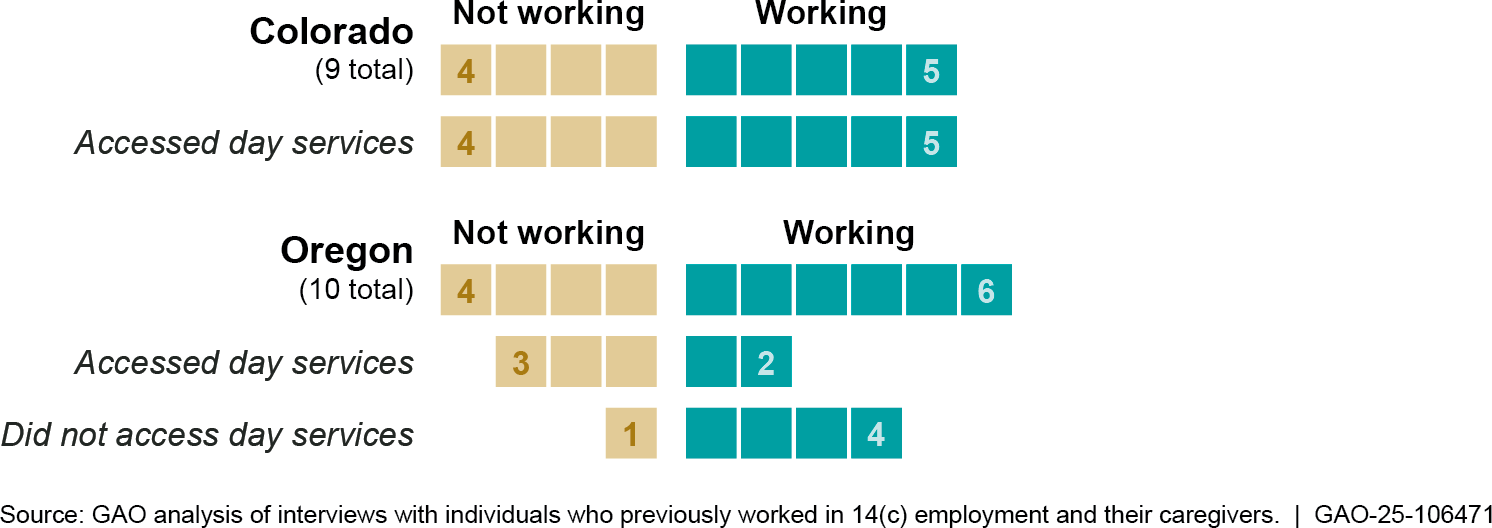 Not working Working
Colorado
(9 total)
4 5
Accessed day services 4 5
Not working Working
Oregon
(10 total)
4 6
Accessed day services 3 2
Did not access day services 1 4
Source: GAO analysis of interviews with individuals who previously worked in 14(c) employment and their caregivers. | GAO-25-106471